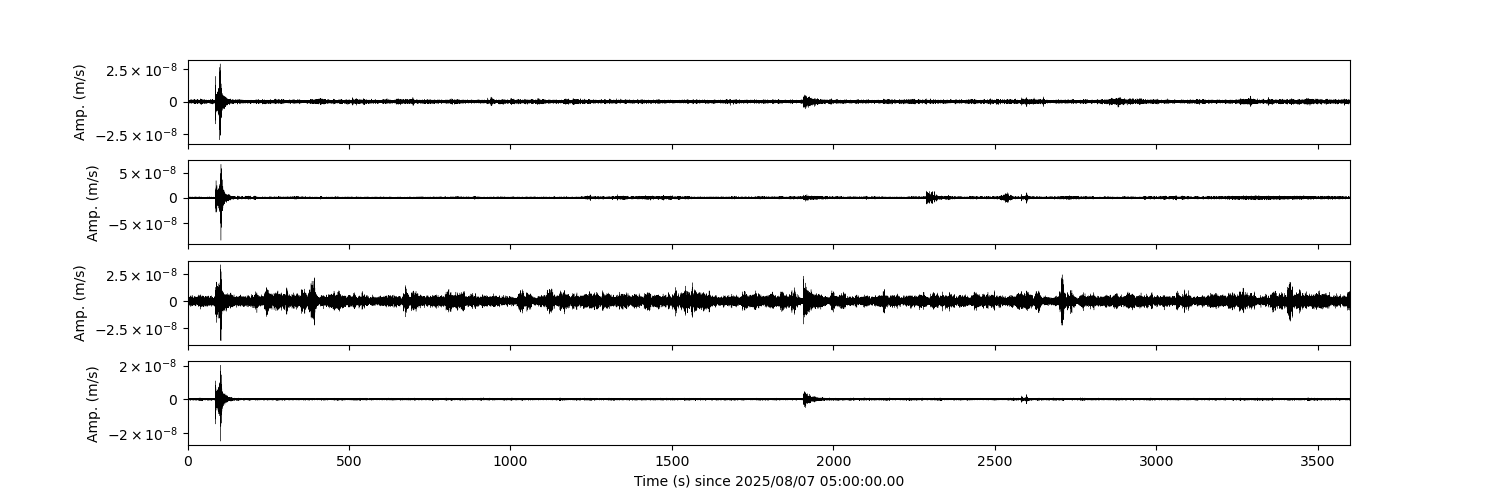 Amp. (m/s)
2.5 × 10⁻⁸
0
−2.5 × 10⁻⁸
Amp. (m/s)
5 × 10⁻⁸
0
−5 × 10⁻⁸
Amp. (m/s)
2.5 × 10⁻⁸
0
−2.5 × 10⁻⁸
Amp. (m/s)
2 × 10⁻⁸
0
−2 × 10⁻⁸
0 500 1000 1500 2000 2500 3000 3500
Time (s) since 2025/08/07 05:00:00.00